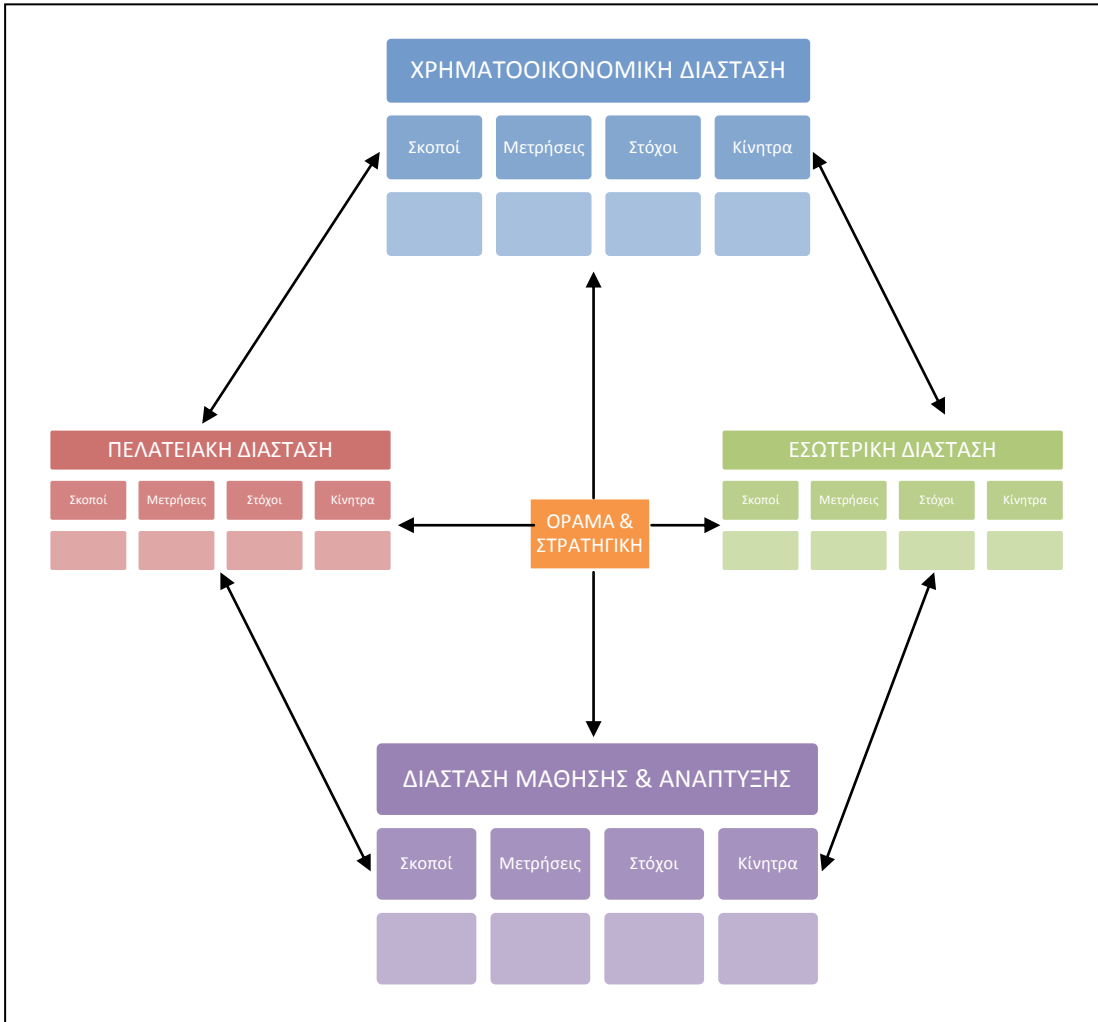 ΧΡΗΜΑΤΟΟΙΚΟΝΟΜΙΚΗ ΔΙΑΣΤΑΣΗ
Σκοποί
Μετρήσεις
Στόχοι
Κίνητρα
ΠΕΛΑΤΕΙΑΚΗ ΔΙΑΣΤΑΣΗ
Σκοποί
Μετρήσεις
Στόχοι
Κίνητρα
ΟΡΑΜΑ &
ΣΤΡΑΤΗΓΙΚΗ
ΕΣΩΤΕΡΙΚΗ ΔΙΑΣΤΑΣΗ
Σκοποί
Μετρήσεις
Στόχοι
Κίνητρα
ΔΙΑΣΤΑΣΗ ΜΑΘΗΣΗΣ & ΑΝΑΠΤΥΞΗΣ
Σκοποί
Μετρήσεις
Στόχοι
Κίνητρα